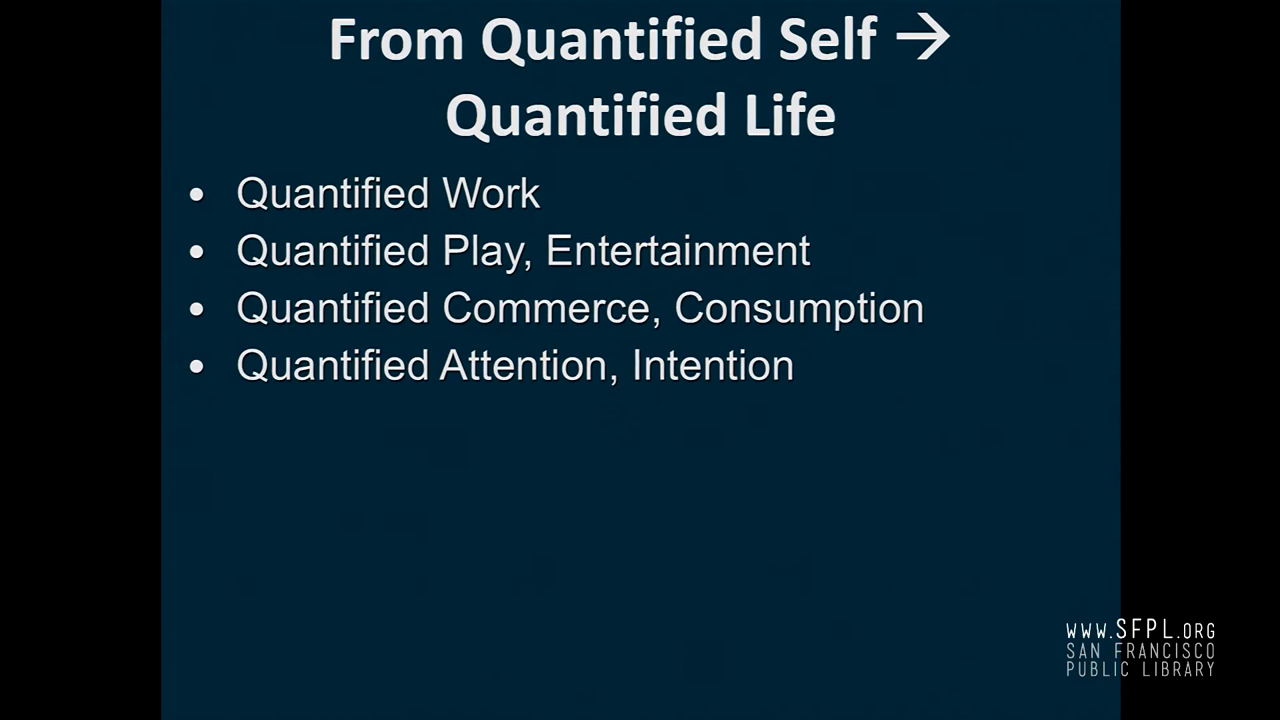 From Quantified Self →
Quantified Life
• Quantified Work
• Quantified Play, Entertainment
• Quantified Commerce, Consumption
• Quantified Attention, Intention
WWW.SFPL.ORG
SAN FRANCISCO
PUBLIC LIBRARY